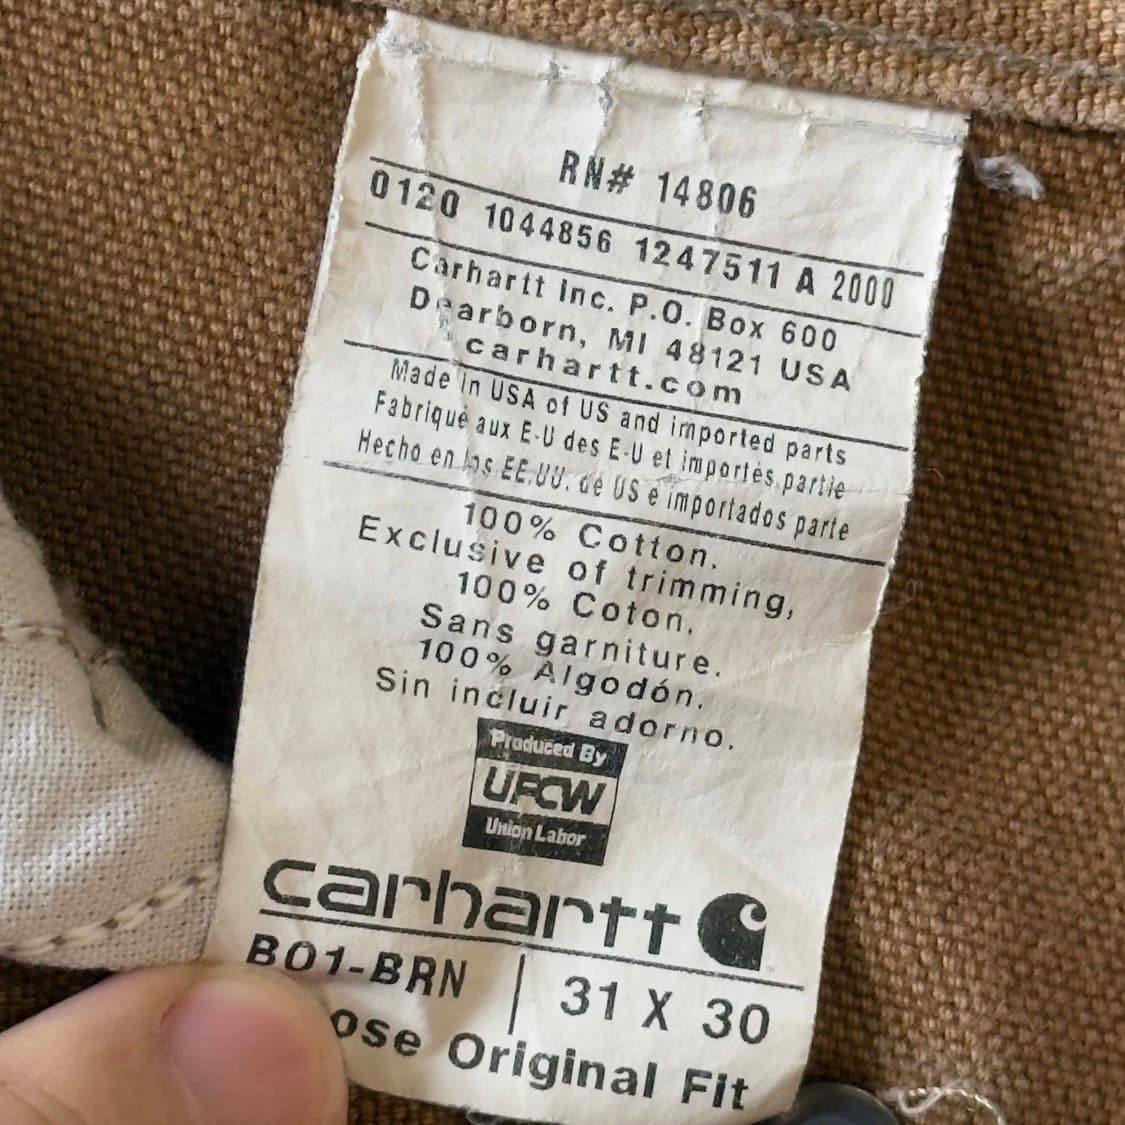 RN# 14806
0120 1044856 1247511 A 2000
Carhartt Inc. P.O. Box 600
Dearborn, MI 48121 USA
carhartt.com
Made in USA of US and imported parts
Fabriqué aux E-U des E-U et importés partie
Hecho en los EE.UU. de US e importados parte
100% Cotton.
Exclusive of trimming,
100% Coton.
Sans garniture.
100% Algodón.
Sin incluir adorno.
Produced By
UFCW
Union Labor
carhartt
B01-BRN | 31 X 30
ose Original Fit